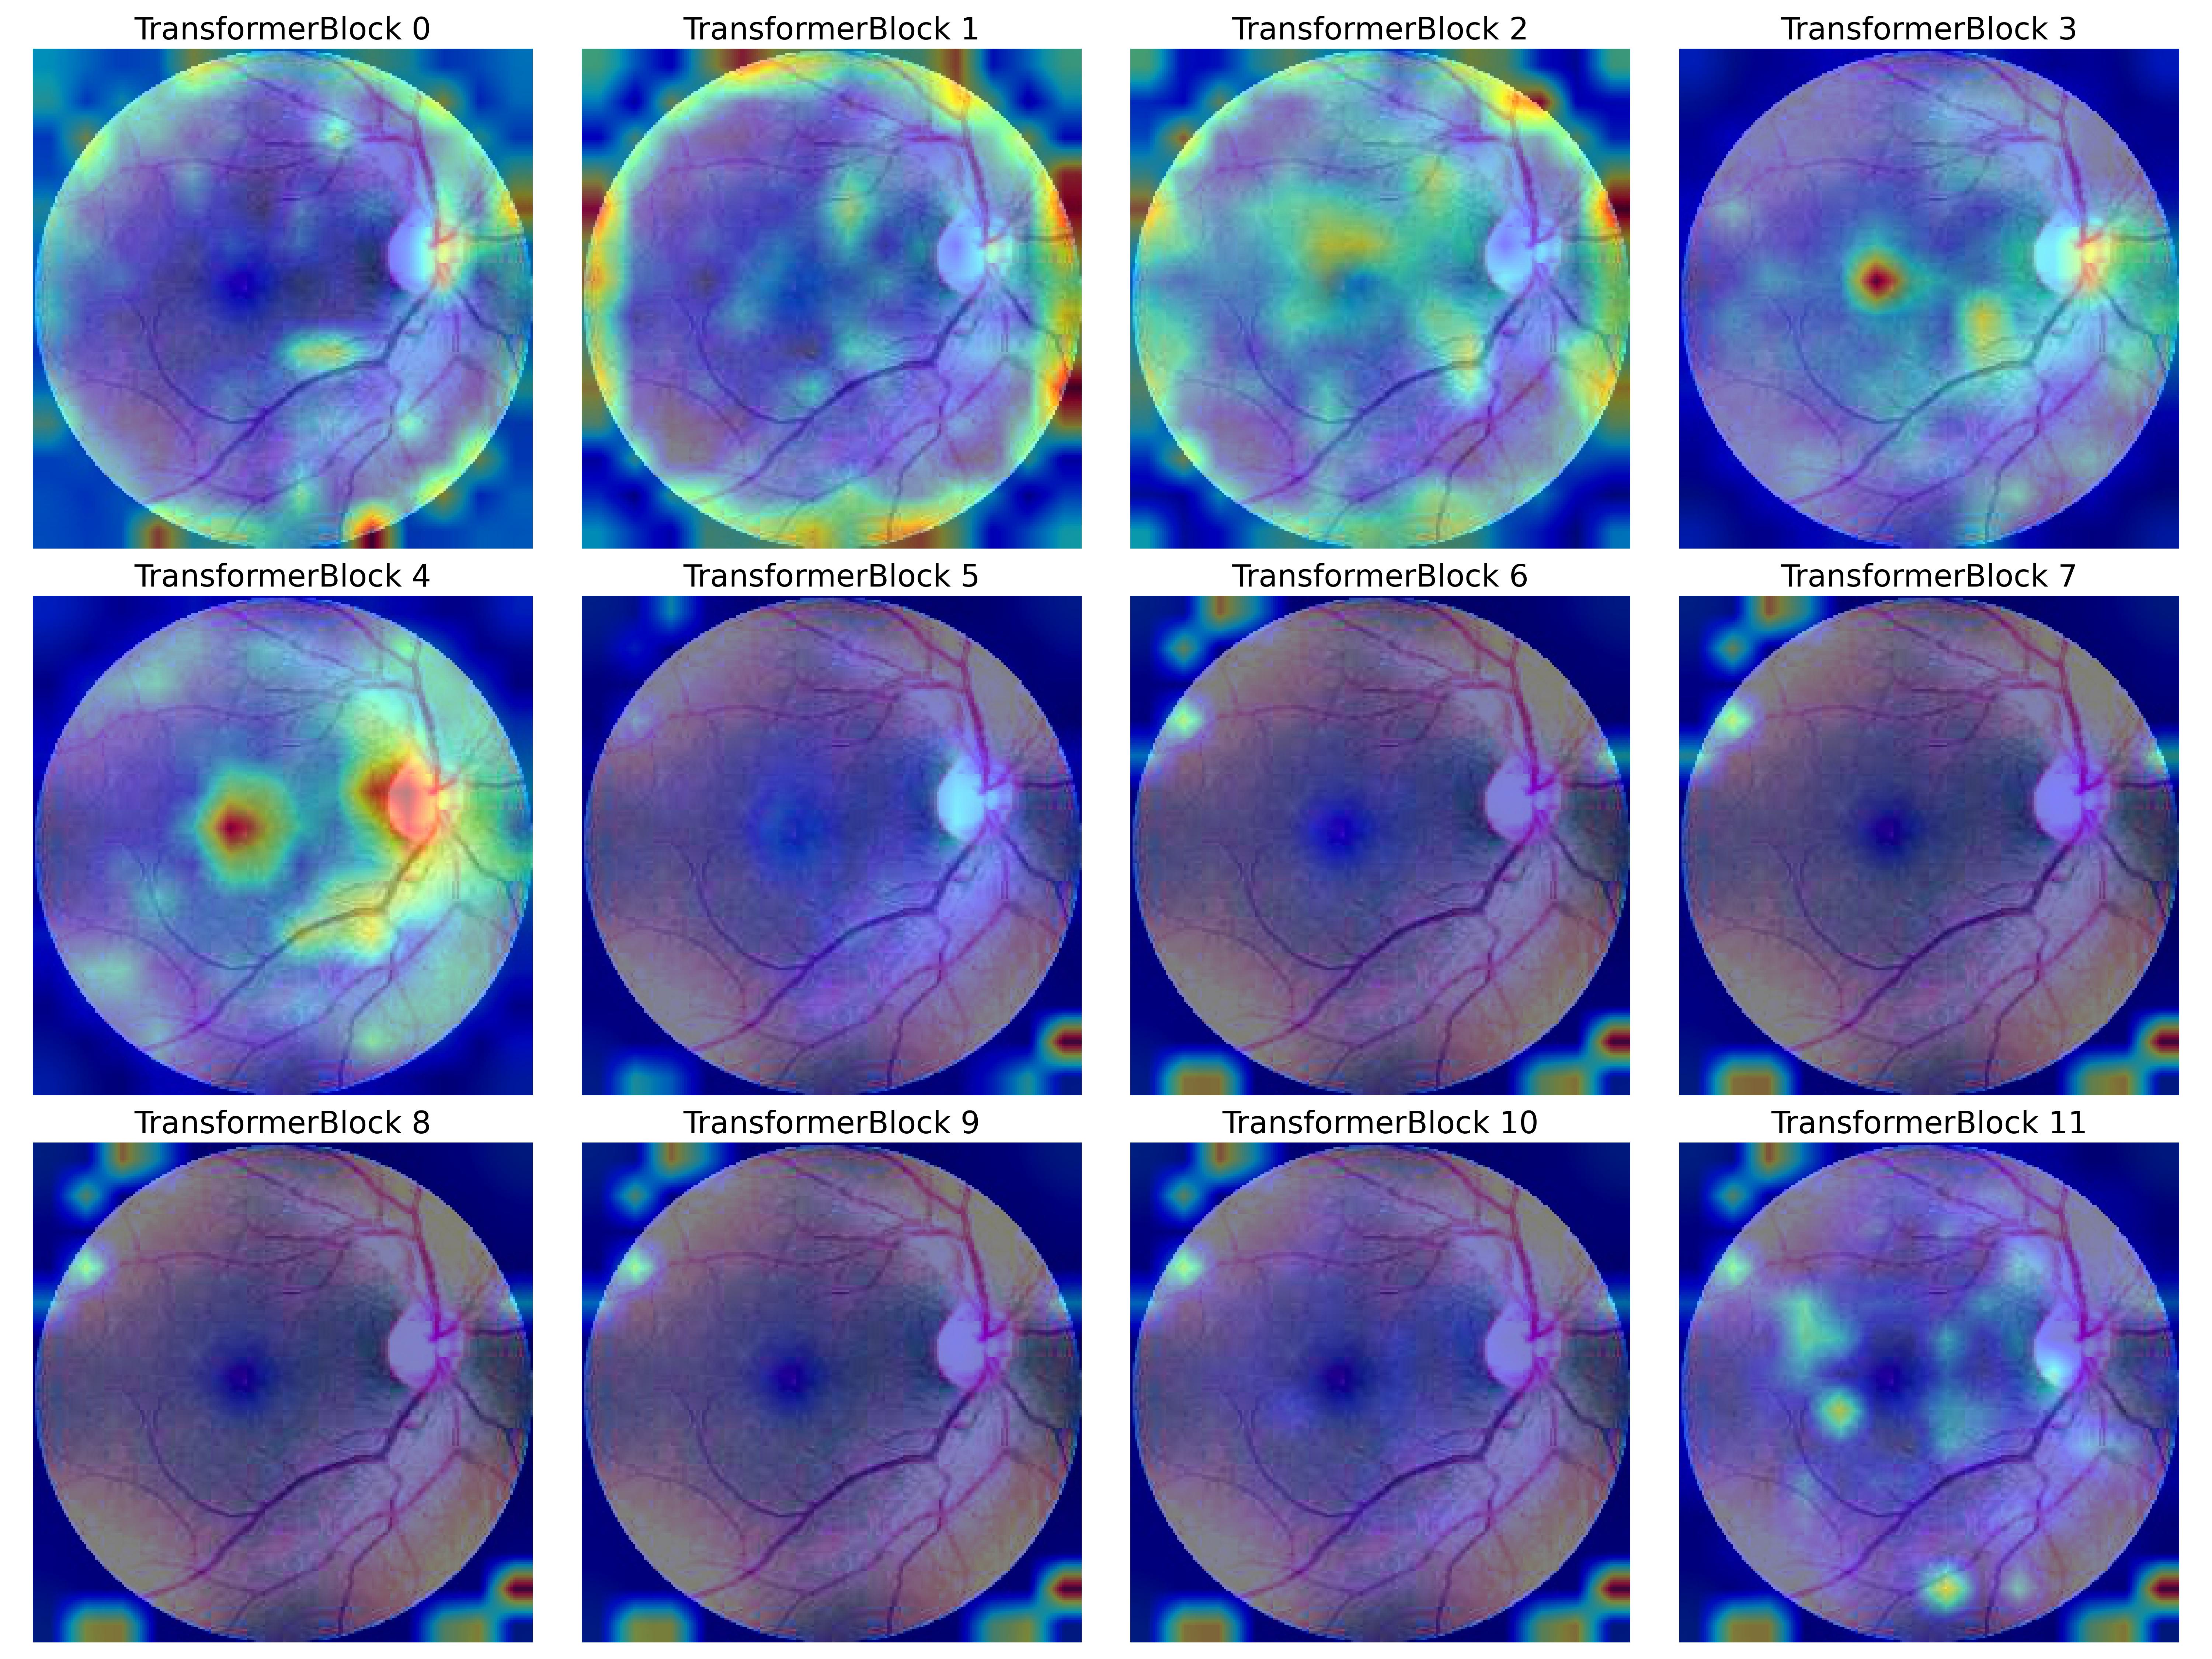 TransformerBlock 0
TransformerBlock 1
TransformerBlock 2
TransformerBlock 3
TransformerBlock 4
TransformerBlock 5
TransformerBlock 6
TransformerBlock 7
TransformerBlock 8
TransformerBlock 9
TransformerBlock 10
TransformerBlock 11